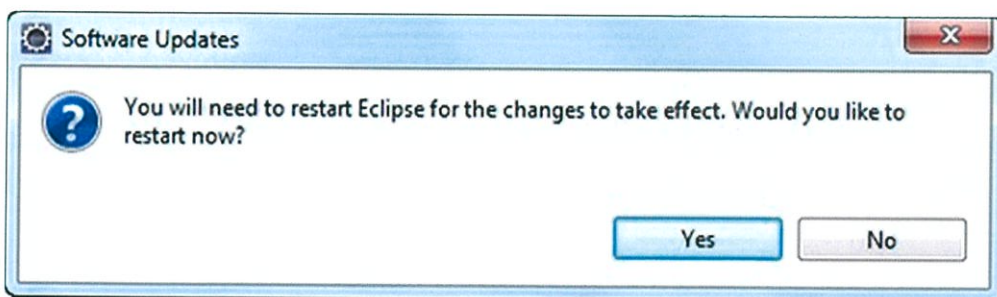 Software Updates
You will need to restart Eclipse for the changes to take effect. Would you like to
restart now?
Yes No